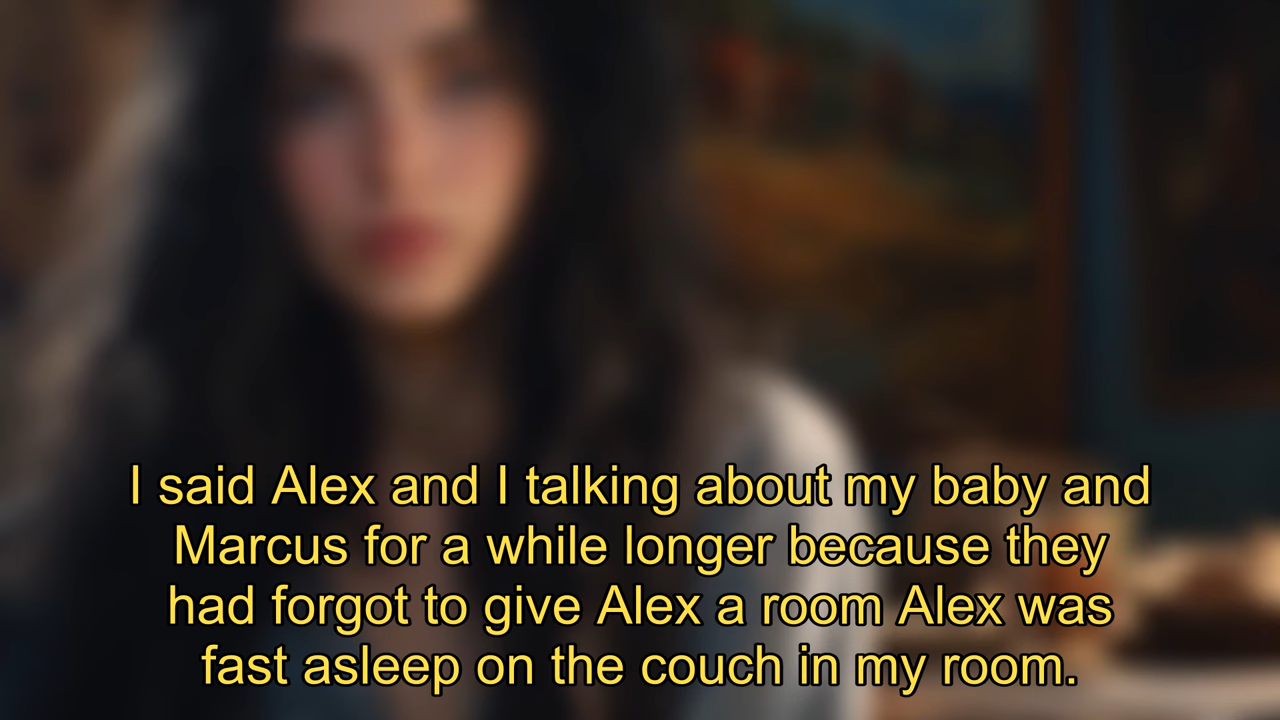 I said Alex and I talking about my baby and
Marcus for a while longer because they
had forgot to give Alex a room Alex was
fast asleep on the couch in my room.